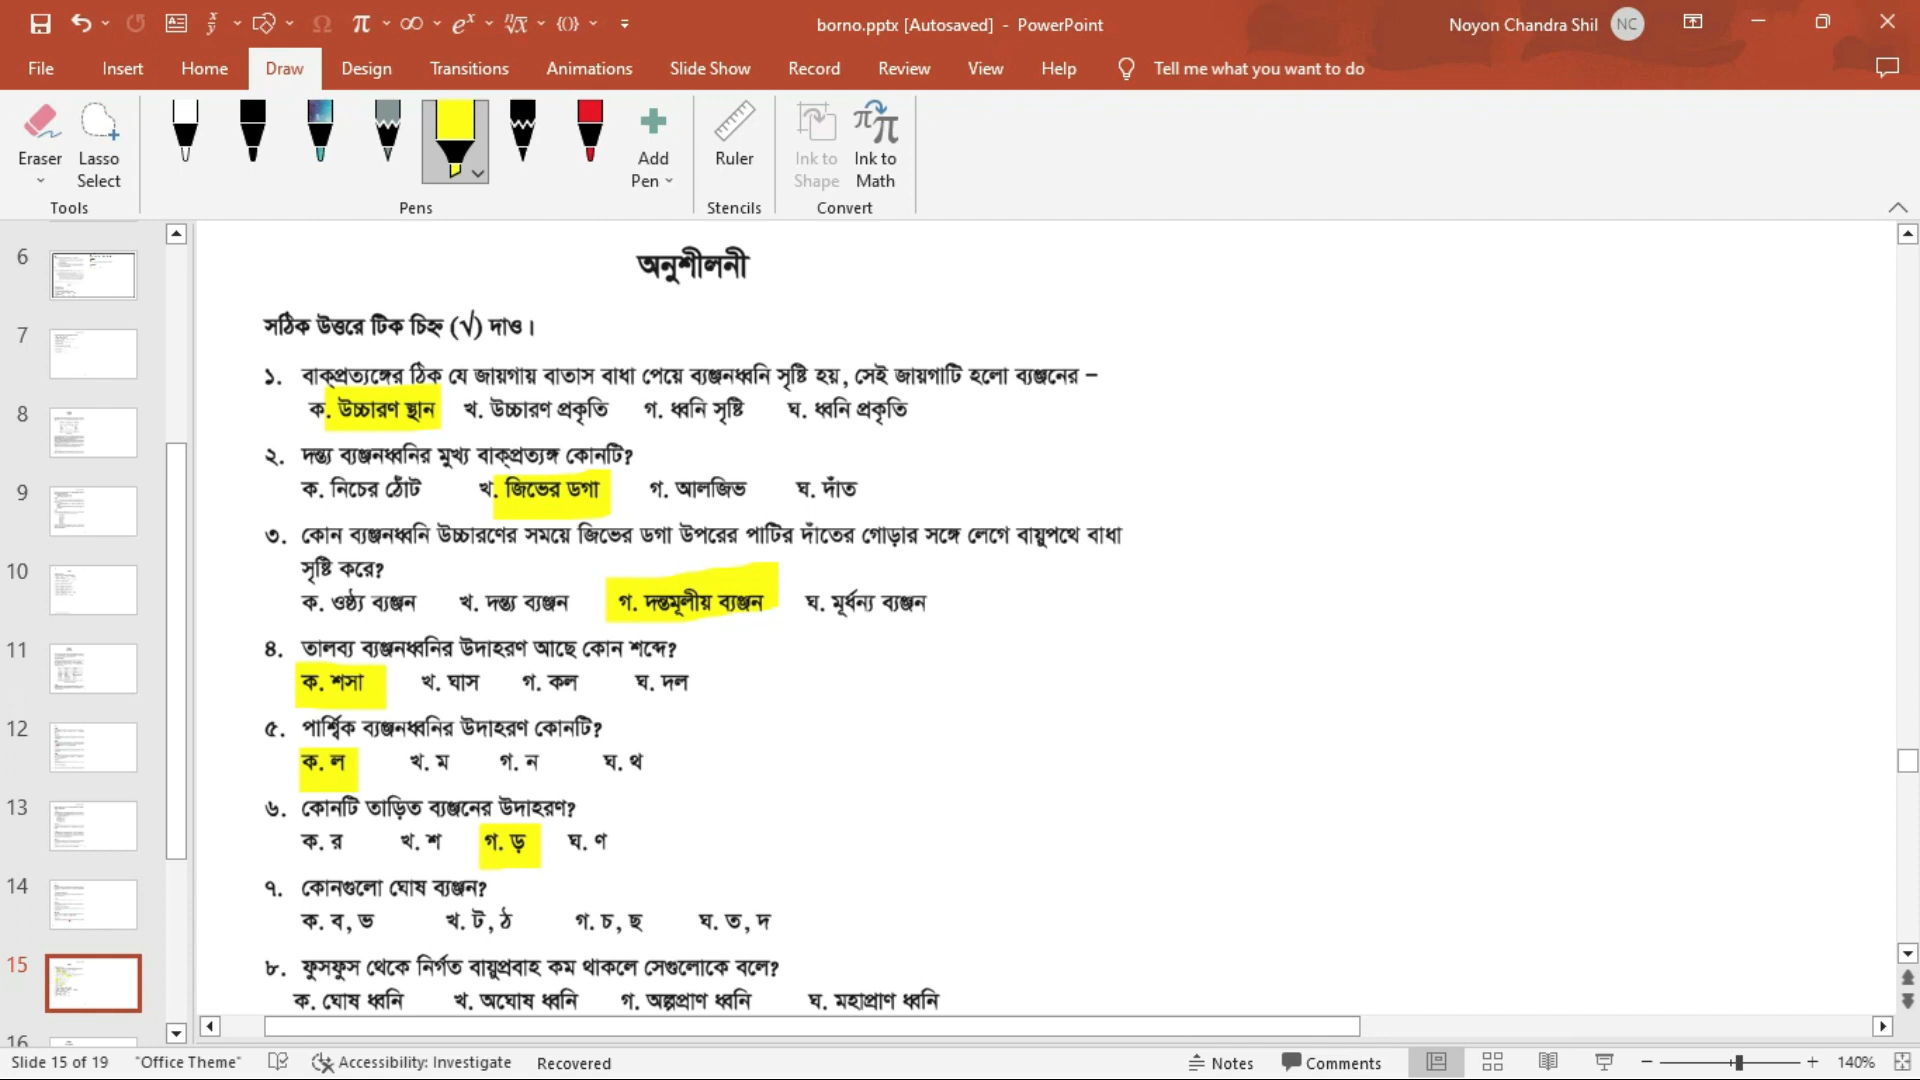 borno.pptx [Autosaved] - PowerPoint
Noyon Chandra Shil
NC
File Insert Home Draw Design Transitions Animations Slide Show Record Review View Help Tell me what you want to do
Eraser
Lasso Select
Add Pen
Ruler
Ink to Shape
Ink to Math
Tools
Pens
Stencils
Convert
6
7
8
9
10
11
12
13
14
15
16
অনুশীলনী
সঠিক উত্তরে টিক চিহ্ন (√) দাও।
১. বাক্‌প্রত্যঙ্গের ঠিক যে জায়গায় বাতাস বাধা পেয়ে ব্যঞ্জনধ্বনি সৃষ্টি হয়, সেই জায়গাটি হলো ব্যঞ্জনের –
ক. উচ্চারণ স্থান খ. উচ্চারণ প্রকৃতি গ. ধ্বনি সৃষ্টি ঘ. ধ্বনি প্রকৃতি
২. দন্ত্য ব্যঞ্জনধ্বনির মুখ্য বাক্‌প্রত্যঙ্গ কোনটি?
ক. নিচের ঠোঁট খ. জিভের ডগা গ. আলজিভ ঘ. দাঁত
৩. কোন ব্যঞ্জনধ্বনি উচ্চারণের সময়ে জিভের ডগা উপরের পাটির দাঁতের গোড়ার সঙ্গে লেগে বায়ুপথে বাধা
সৃষ্টি করে?
ক. ওষ্ঠ্য ব্যঞ্জন খ. দন্ত্য ব্যঞ্জন গ. দন্তমূলীয় ব্যঞ্জন ঘ. মূর্ধন্য ব্যঞ্জন
৪. তালব্য ব্যঞ্জনধ্বনির উদাহরণ আছে কোন শব্দে?
ক. শসা খ. ঘাস গ. কল ঘ. দল
৫. পার্শ্বিক ব্যঞ্জনধ্বনির উদাহরণ কোনটি?
ক. ল খ. ম গ. ন ঘ. থ
৬. কোনটি তাড়িত ব্যঞ্জনের উদাহরণ?
ক. র খ. শ গ. ড় ঘ. ণ
৭. কোনগুলো ঘোষ ব্যঞ্জন?
ক. ব, ভ খ. ট, ঠ গ. চ, ছ ঘ. ত, দ
৮. ফুসফুস থেকে নির্গত বায়ুপ্রবাহ কম থাকলে সেগুলোকে বলে?
ক. ঘোষ ধ্বনি খ. অঘোষ ধ্বনি গ. অল্পপ্রাণ ধ্বনি ঘ. মহাপ্রাণ ধ্বনি
Slide 15 of 19 "Office Theme" Accessibility: Investigate Recovered Notes Comments 140%